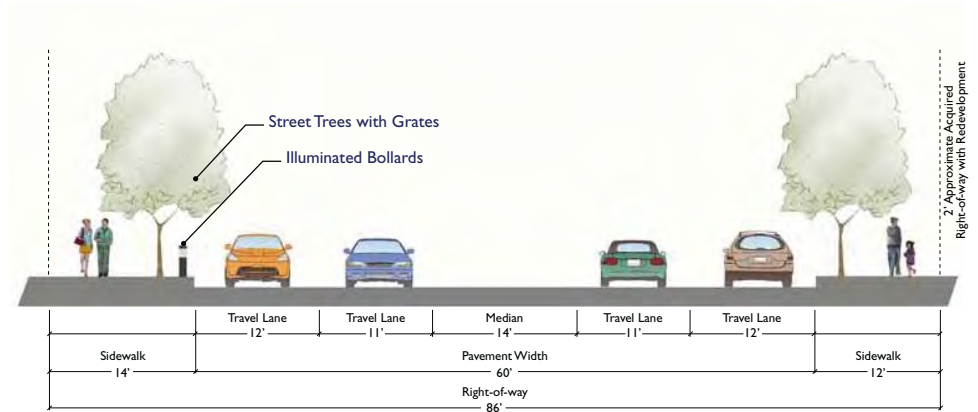 Street Trees with Grates
Illuminated Bollards
2' Approximate Acquired
Right-of-way with Redevelopment
Travel Lane
12'
Travel Lane
11'
Median
14'
Travel Lane
11'
Travel Lane
12'
Sidewalk
14'
Pavement Width
60'
Sidewalk
12'
Right-of-way
86'